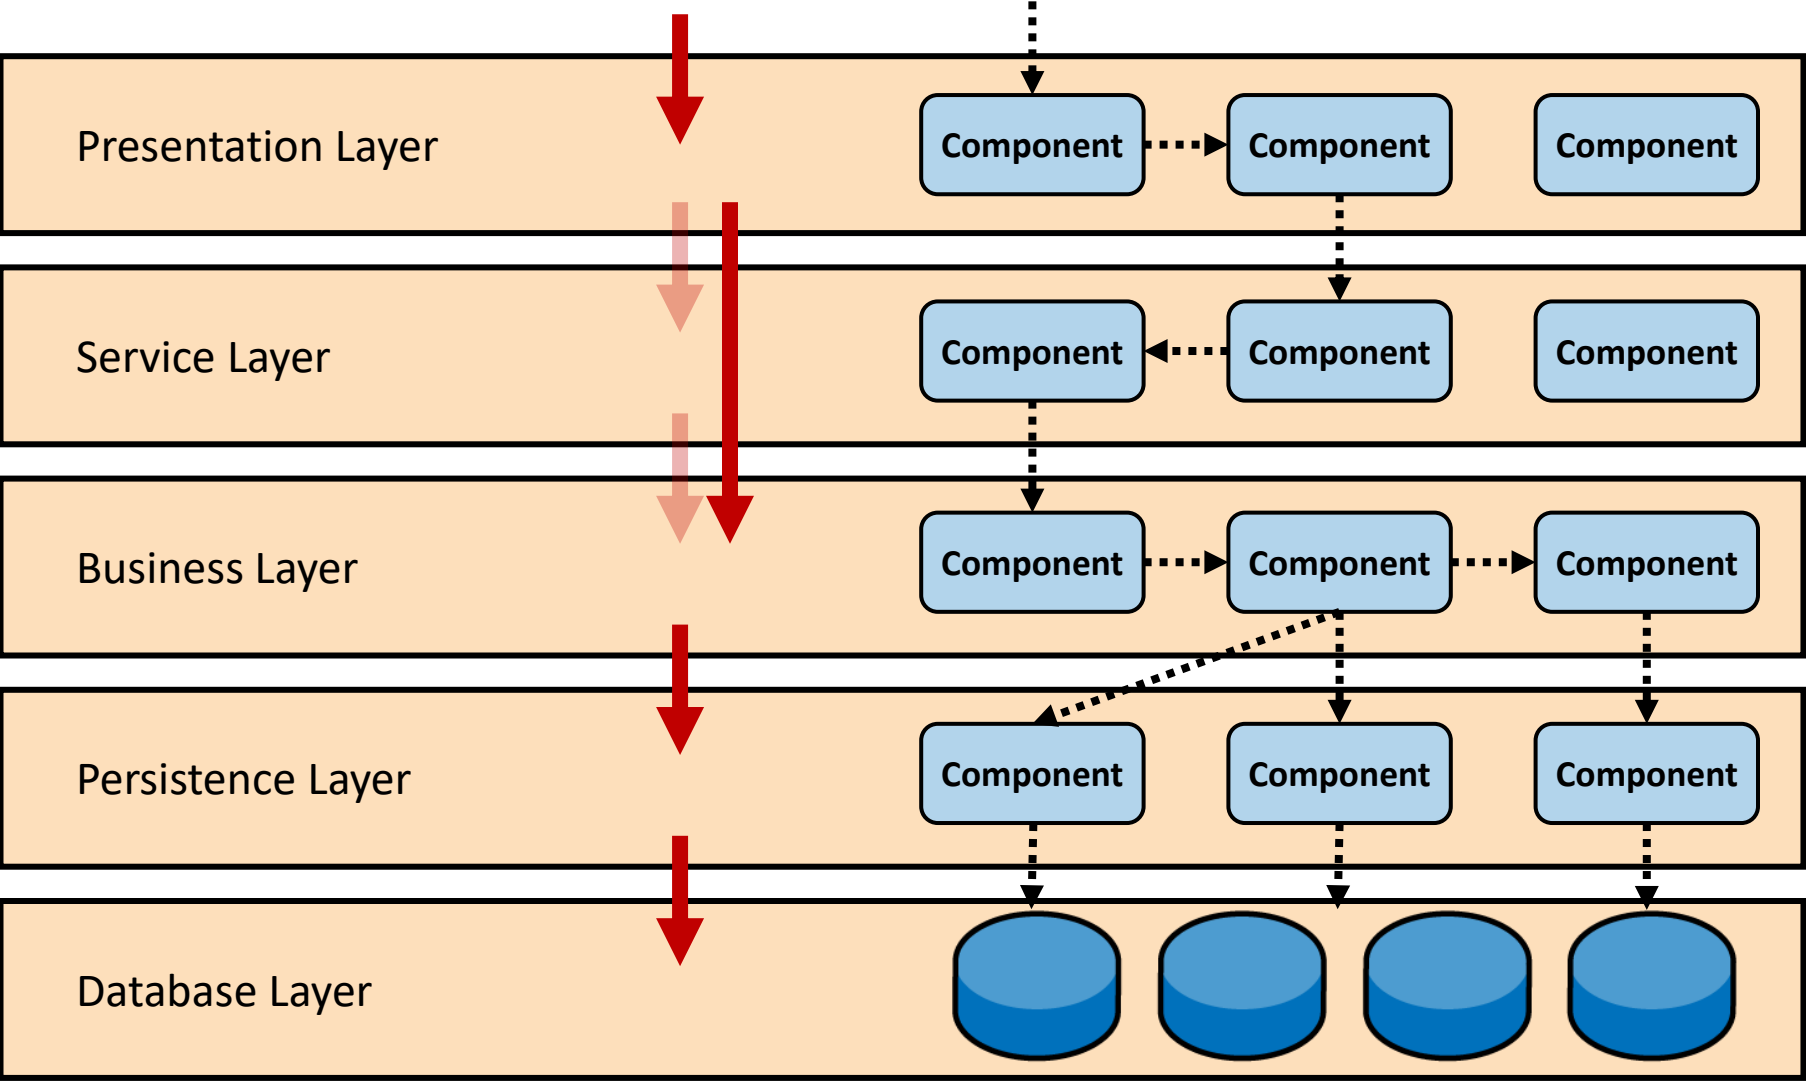 Presentation Layer
Component
Component
Component
Service Layer
Component
Component
Component
Business Layer
Component
Component
Component
Persistence Layer
Component
Component
Component
Database Layer